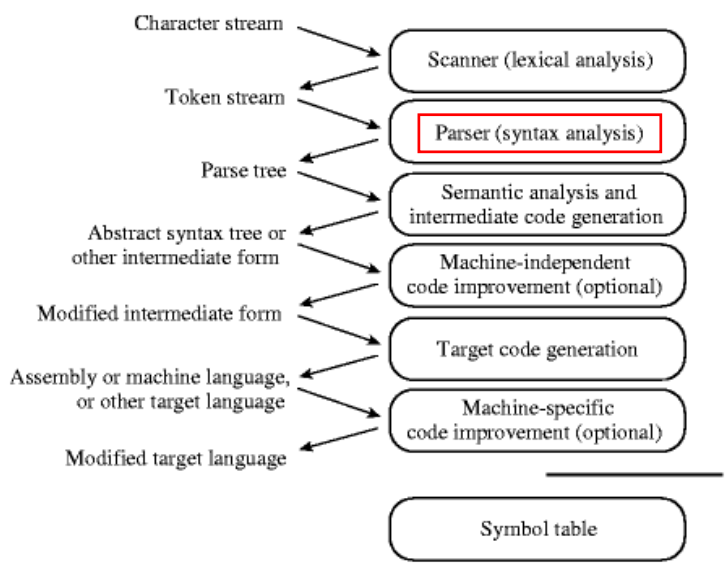 Character stream
Scanner (lexical analysis)
Token stream
Parser (syntax analysis)
Parse tree
Semantic analysis and
intermediate code generation
Abstract syntax tree or
other intermediate form
Machine-independent
code improvement (optional)
Modified intermediate form
Target code generation
Assembly or machine language,
or other target language
Machine-specific
code improvement (optional)
Modified target language
Symbol table